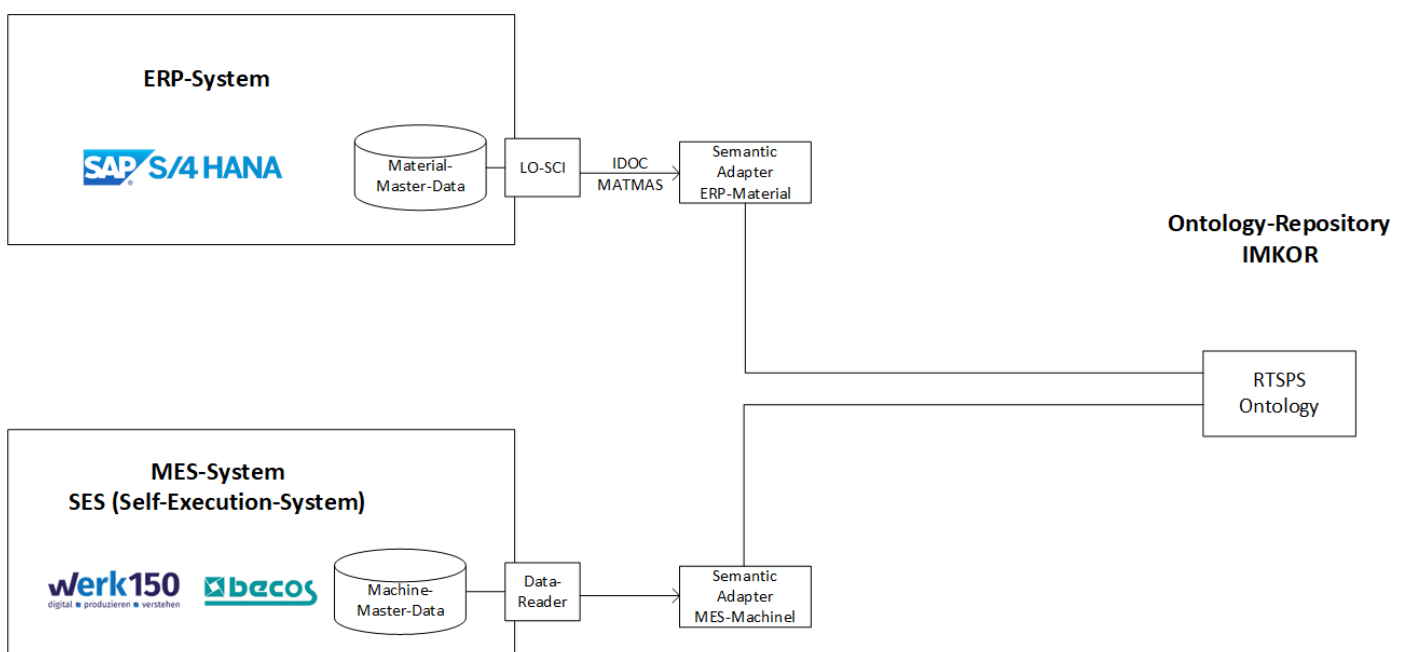 ERP-System
SAP S/4 HANA
Material-
Master-Data
LO-SCI
IDOC
MATMAS
Semantic
Adapter
ERP-Material
Ontology-Repository
IMKOR
RTSPS
Ontology
MES-System
SES (Self-Execution-System)
werk150
digital ■ produzieren ■ verstehen
becos
Machine-
Master-Data
Data-
Reader
Semantic
Adapter
MES-Machinel